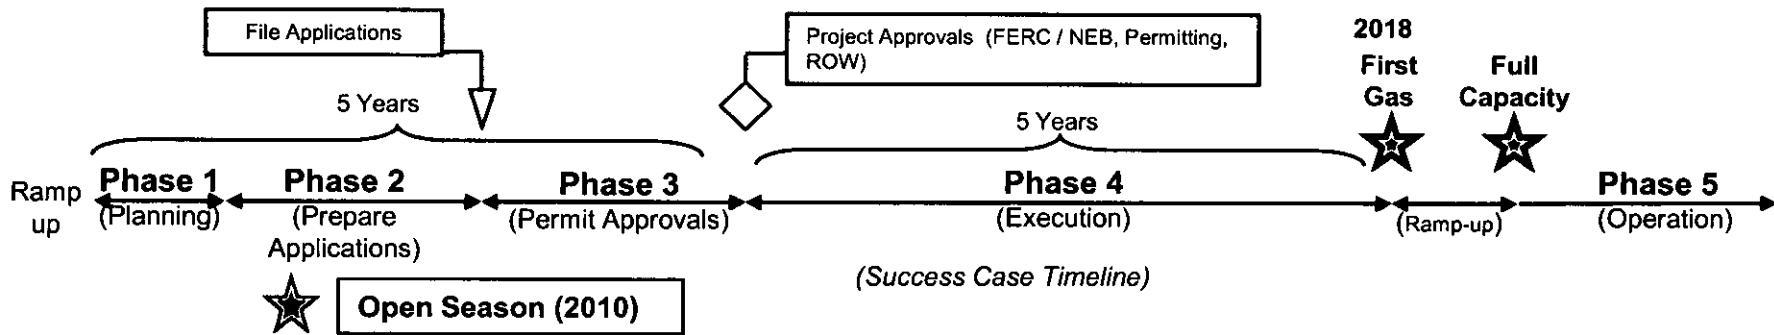 File Applications
Project Approvals (FERC / NEB, Permitting,
ROW)
2018
First
Gas
Full
Capacity
5 Years
5 Years
Ramp
up
Phase 1
(Planning)
Phase 2
(Prepare
Applications)
Phase 3
(Permit Approvals)
Phase 4
(Execution)
(Ramp-up)
Phase 5
(Operation)
(Success Case Timeline)
Open Season (2010)